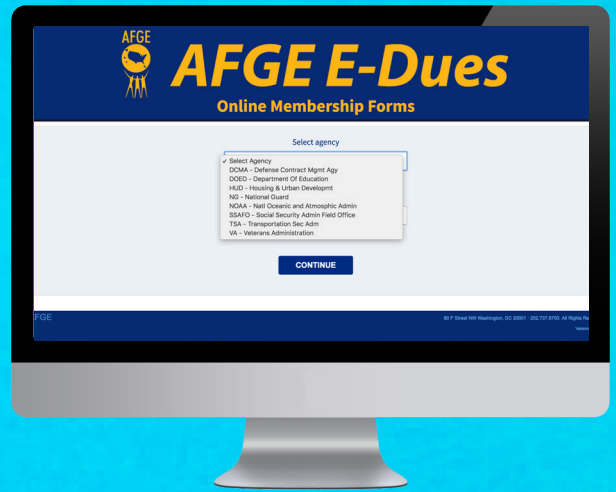 AFGE
AFGE E-Dues
Online Membership Forms
Select agency
✓ Select Agency
DCMA - Defense Contract Mgmt Agy
DOED - Department Of Education
HUD - Housing & Urban Developmt
NG - National Guard
NOAA - Natl Oceanic and Atmosphic Admin
SSAFO - Social Security Admin Field Office
TSA - Transportation Sec Adm
VA - Veterans Administration
CONTINUE
FGE
80 F Street NW Washington, DC 20001 - 202.737.8700. All Rights Re
Version